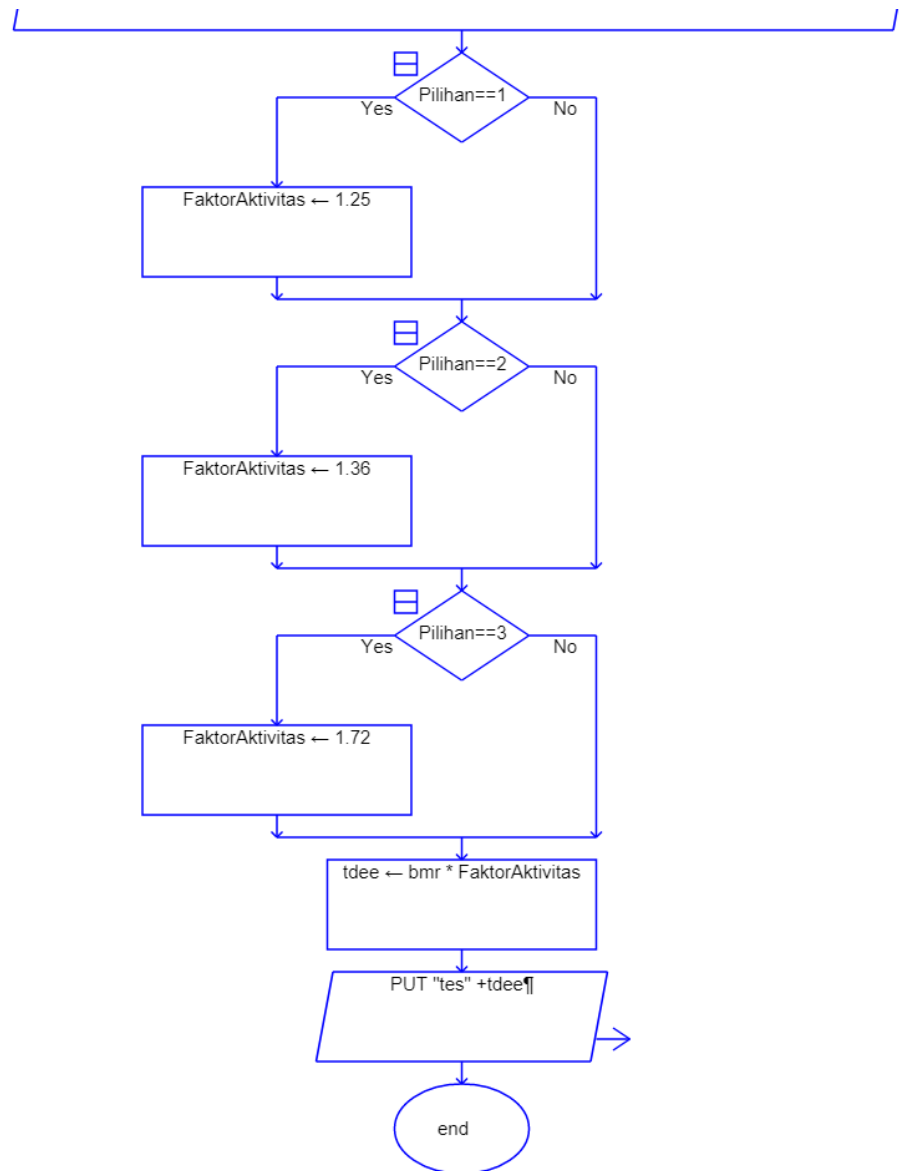 Pilihan==1
Yes
No
FaktorAktivitas ← 1.25
Pilihan==2
Yes
No
FaktorAktivitas ← 1.36
Pilihan==3
Yes
No
FaktorAktivitas ← 1.72
tdee ← bmr * FaktorAktivitas
PUT "tes" +tdee¶
end